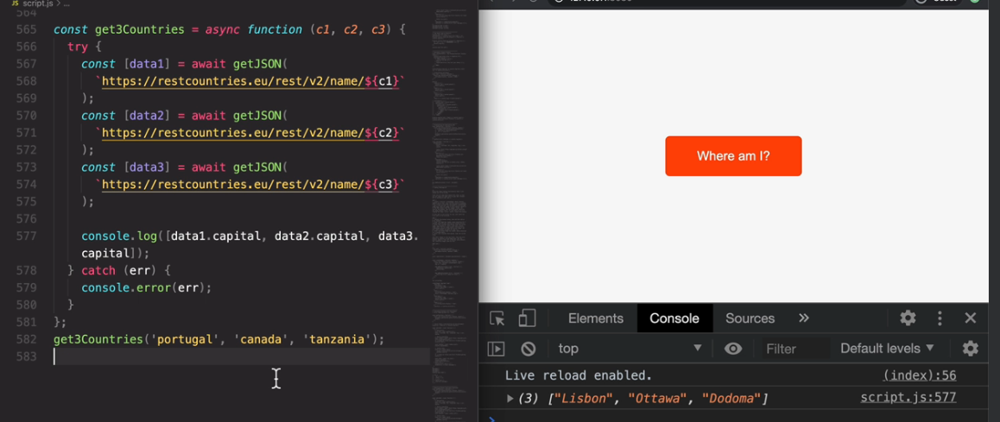 JS script.js > ...
564
565 const get3Countries = async function (c1, c2, c3) {
566 try {
567 const [data1] = await getJSON(
568 `https://restcountries.eu/rest/v2/name/${c1}`
569 );
570 const [data2] = await getJSON(
571 `https://restcountries.eu/rest/v2/name/${c2}`
572 );
573 const [data3] = await getJSON(
574 `https://restcountries.eu/rest/v2/name/${c3}`
575 );
576
577 console.log([data1.capital, data2.capital, data3.
capital]);
578 } catch (err) {
579 console.error(err);
580 }
581 };
582 get3Countries('portugal', 'canada', 'tanzania');
583
Where am I?
Elements Console Sources »
top Filter Default levels ▼
Live reload enabled. (index):56
(3) ["Lisbon", "Ottawa", "Dodoma"] script.js:577